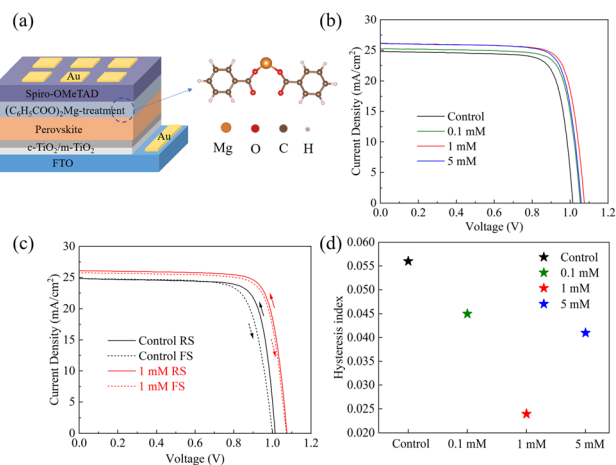 (a)
Au
Spiro-OMeTAD
(C6H5COO)2Mg-treatment
Perovskite
Au
c-TiO2/m-TiO2
FTO
Mg O C H
(b)
Current Density (mA/cm2)
30
25
20
15
10
5
0
Control
0.1 mM
1 mM
5 mM
0.0 0.2 0.4 0.6 0.8 1.0 1.2
Voltage (V)
(c)
Current Density (mA/cm2)
30
25
20
15
10
5
0
Control RS
Control FS
1 mM RS
1 mM FS
0.0 0.2 0.4 0.6 0.8 1.0 1.2
Voltage (V)
(d)
Hysteresis index
0.060
0.055
0.050
0.045
0.040
0.035
0.030
0.025
0.020
Control
0.1 mM
1 mM
5 mM
Control 0.1 mM 1 mM 5 mM